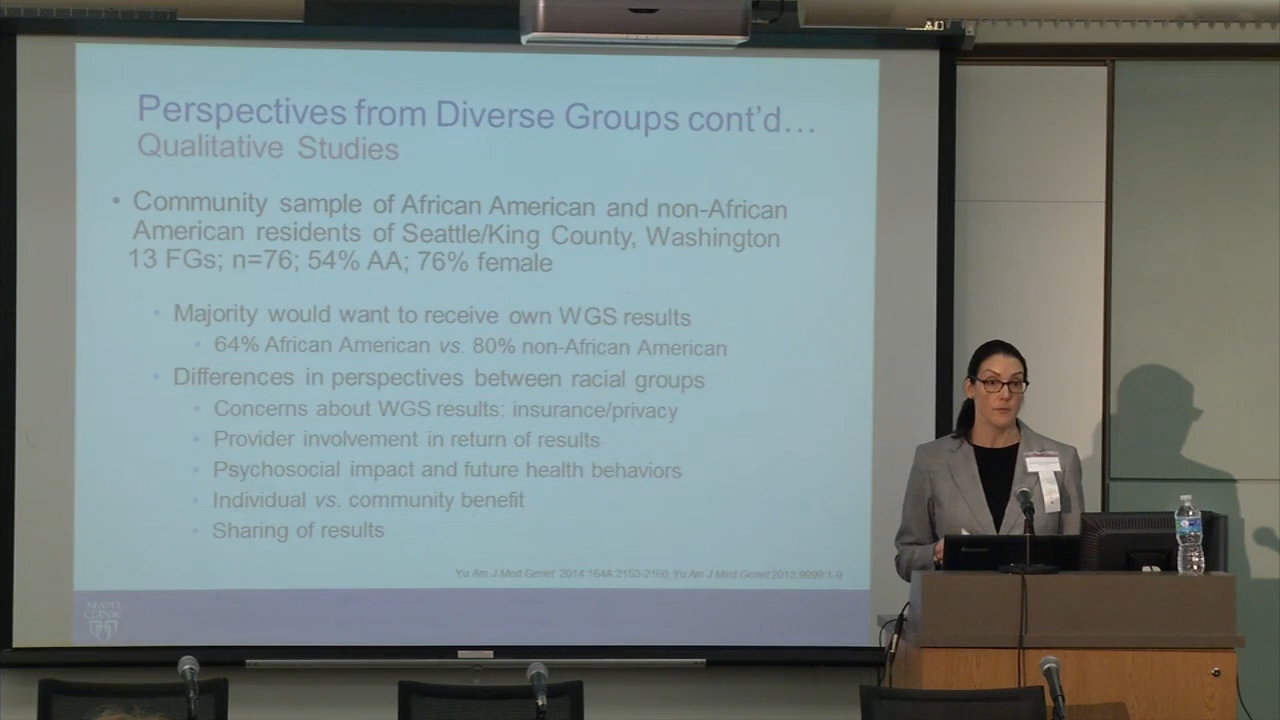 Perspectives from Diverse Groups cont'd…
Qualitative Studies
• Community sample of African American and non-African
American residents of Seattle/King County, Washington
13 FGs; n=76; 54% AA; 76% female
• Majority would want to receive own WGS results
• 64% African American vs. 80% non-African American
• Differences in perspectives between racial groups
• Concerns about WGS results: insurance/privacy
• Provider involvement in return of results
• Psychosocial impact and future health behaviors
• Individual vs. community benefit
• Sharing of results
Yu Am J Med Genet 2014;164A:2153-2160; Yu Am J Med Genet 2013;9999:1-9
MAYO
CLINIC